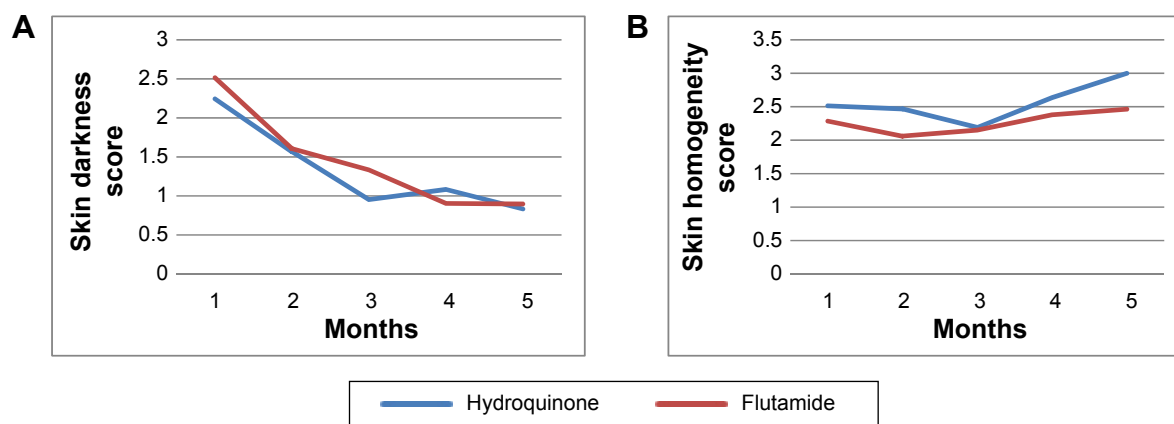 A
Skin darkness
score
3
2.5
2
1.5
1
0.5
0
1 2 3 4 5
Months
B
Skin homogeneity
score
3.5
3
2.5
2
1.5
1
0.5
0
1 2 3 4 5
Months
Hydroquinone Flutamide